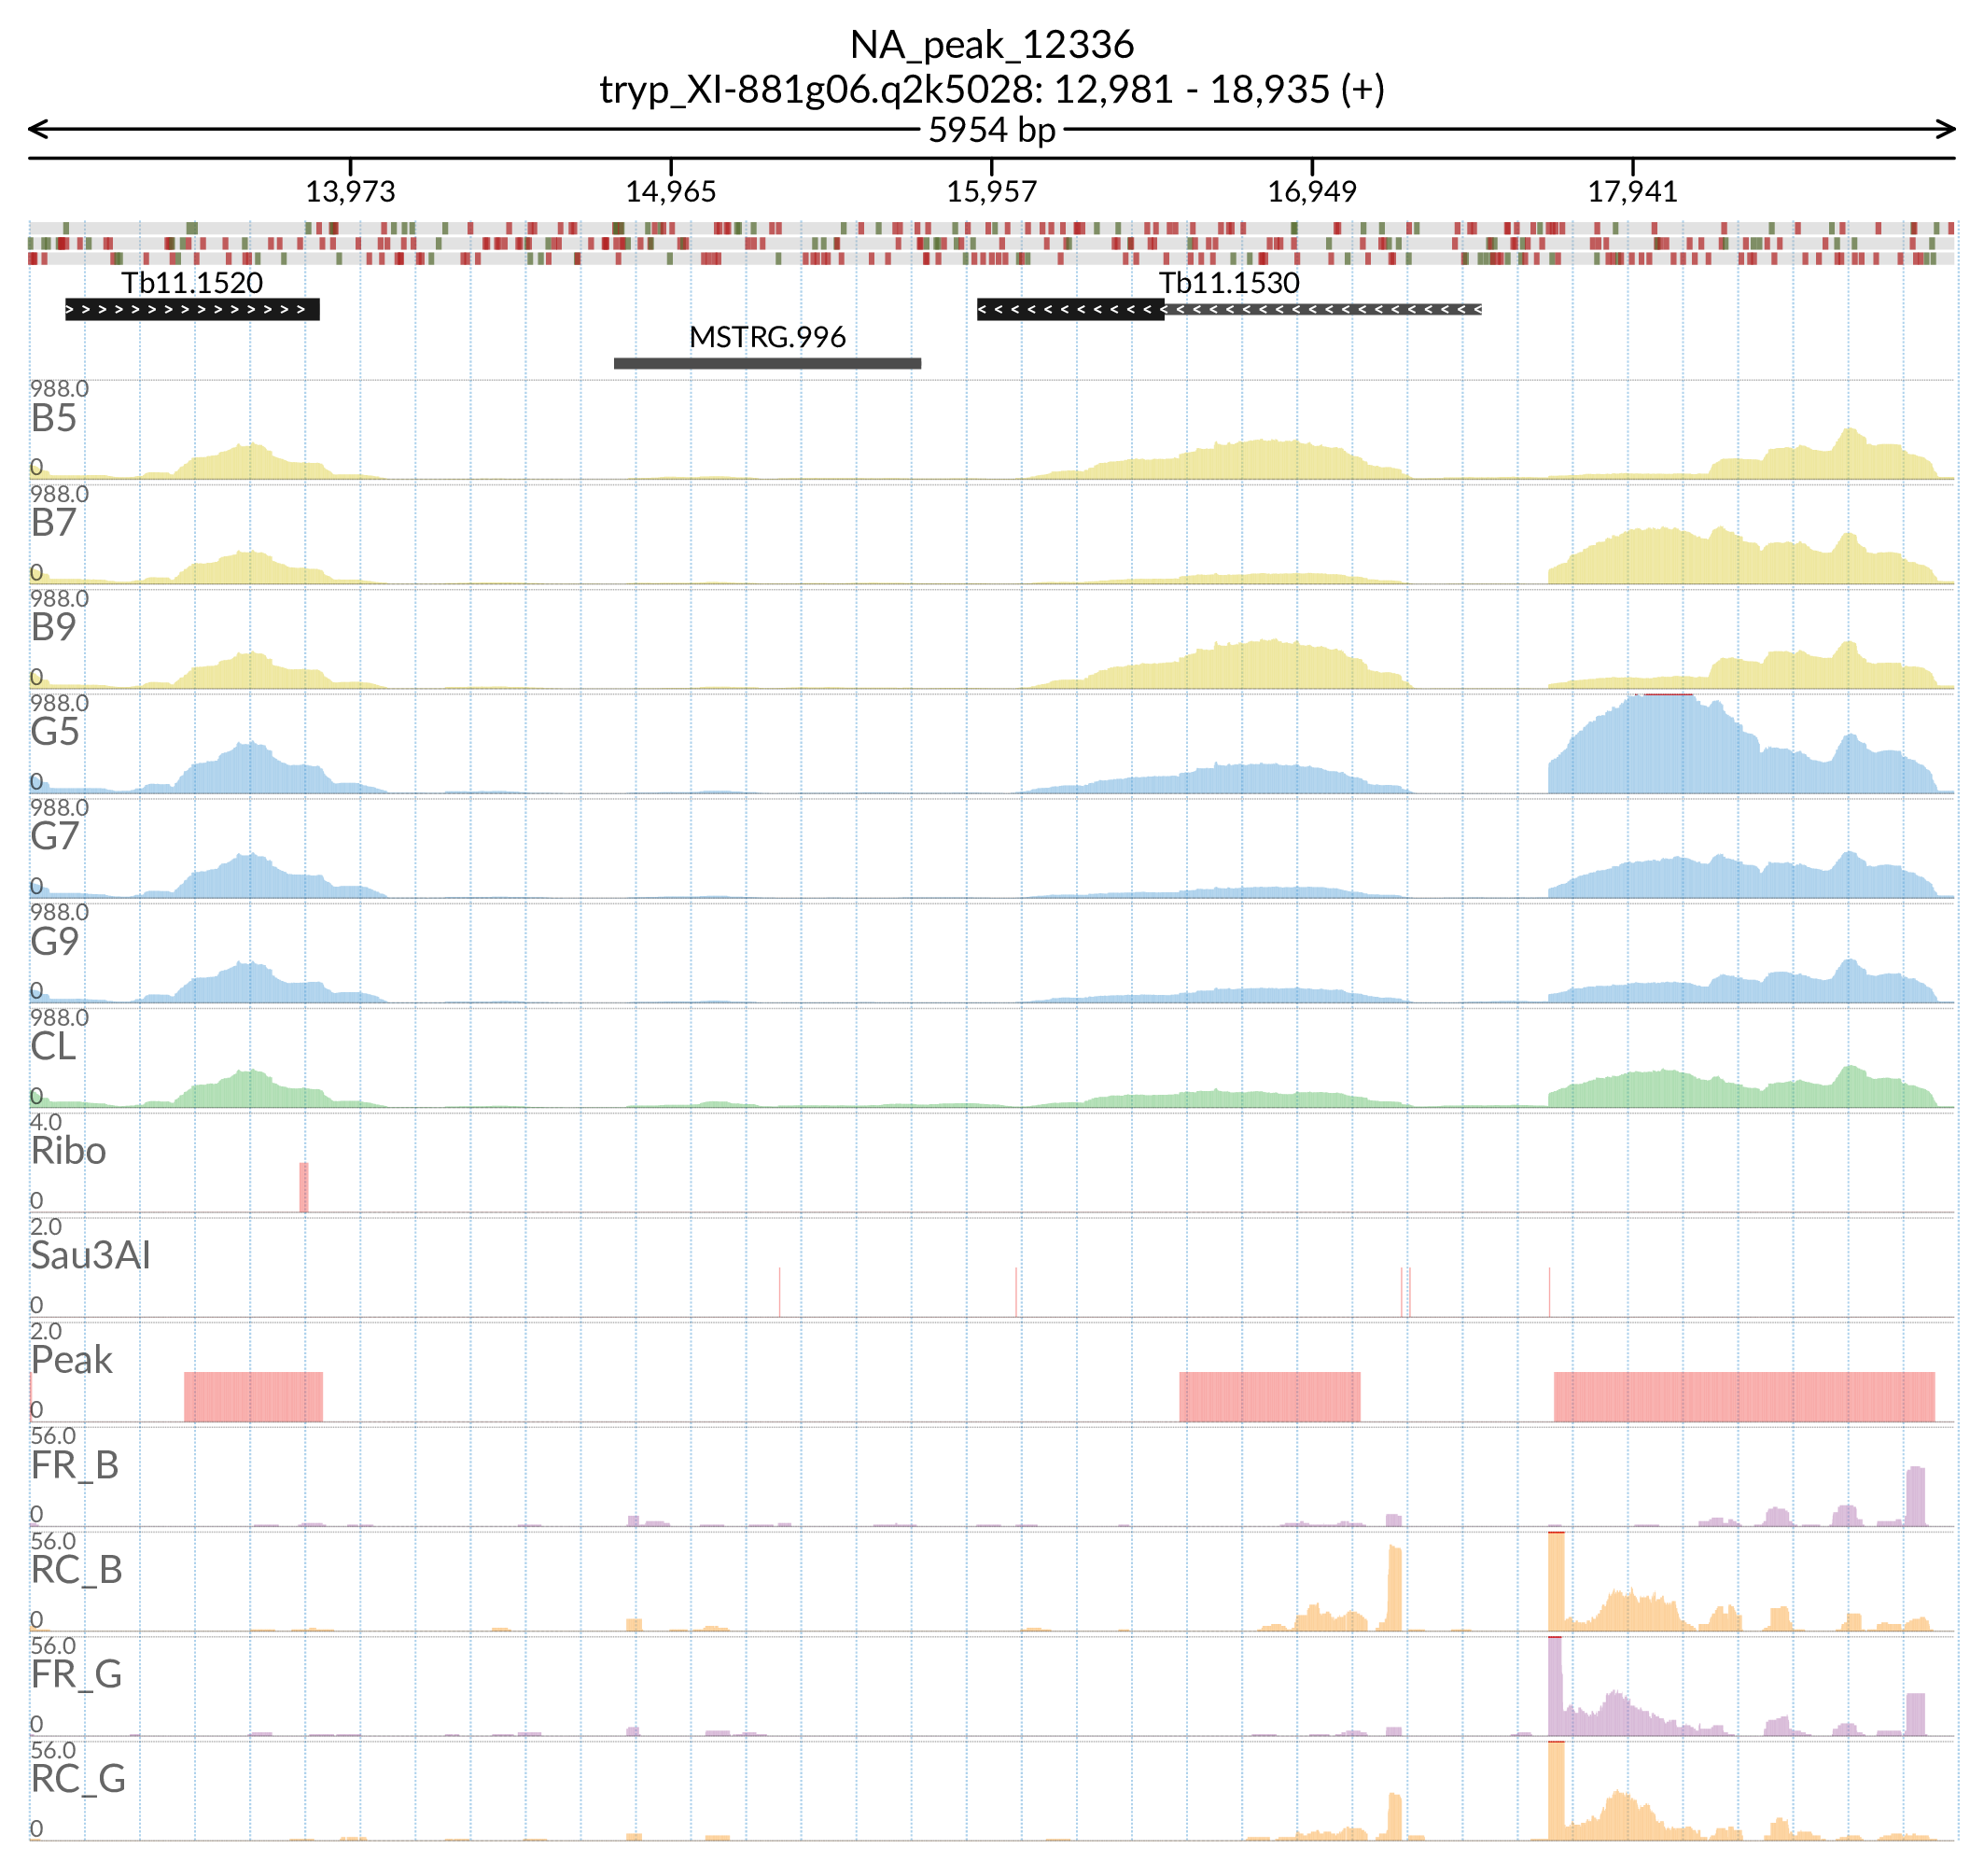 NA_peak_12336
tryp_XI-881g06.q2k5028: 12,981 - 18,935 (+)
5954 bp
13,973 14,965 15,957 16,949 17,941
Tb11.1520 Tb11.1530
MSTRG.996
988.0
B5
0
988.0
B7
0
988.0
B9
0
988.0
G5
0
988.0
G7
0
988.0
G9
0
988.0
CL
0
4.0
Ribo
0
2.0
Sau3AI
0
2.0
Peak
0
56.0
FR_B
0
56.0
RC_B
0
56.0
FR_G
0
56.0
RC_G
0